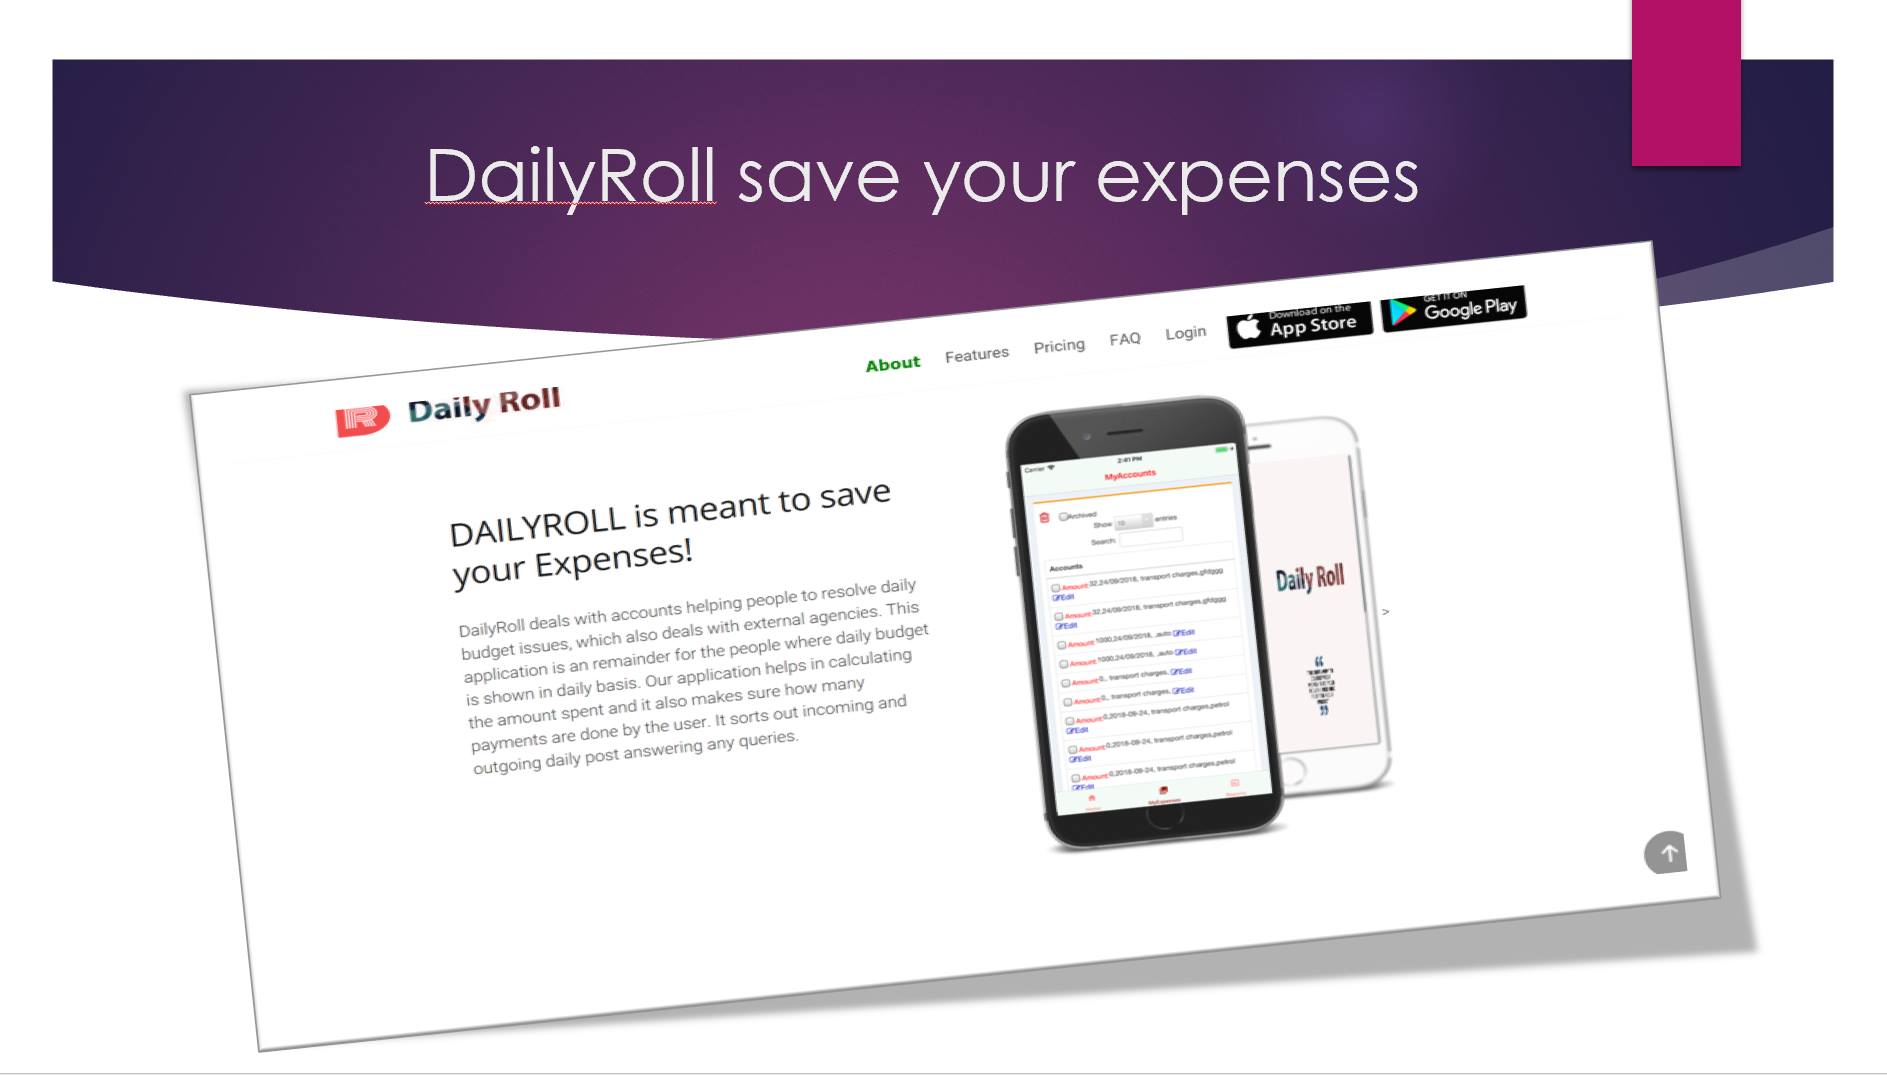 DailyRoll save your expenses
Daily Roll
About Features Pricing FAQ Login
Download on the
App Store
GET IT ON
Google Play
DAILYROLL is meant to save
your Expenses!
DailyRoll deals with accounts helping people to resolve daily
budget issues, which also deals with external agencies. This
application is an remainder for the people where daily budget
is shown in daily basis. Our application helps in calculating
the amount spent and it also makes sure how many
payments are done by the user. It sorts out incoming and
outgoing daily post answering any queries.
Carrier 2:41 PM
MyAccounts
Archived
Show 10 entries
Search:
Accounts
Amount:32,24/09/2018, transport charges,gfdggg
Edit
Amount:32,24/09/2018, transport charges,gfdggg
Edit
Amount:1000,24/09/2018, ,auto Edit
Amount:1000,24/09/2018, ,auto Edit
Amount:0,, transport charges, Edit
Amount:0,, transport charges, Edit
Amount:0,2018-09-24, transport charges,petrol
Edit
Amount:0,2018-09-24, transport charges,petrol
Edit
Amount:0,2018-09-24, transport charges,petrol
Edit
MyExpenses
Daily Roll
>